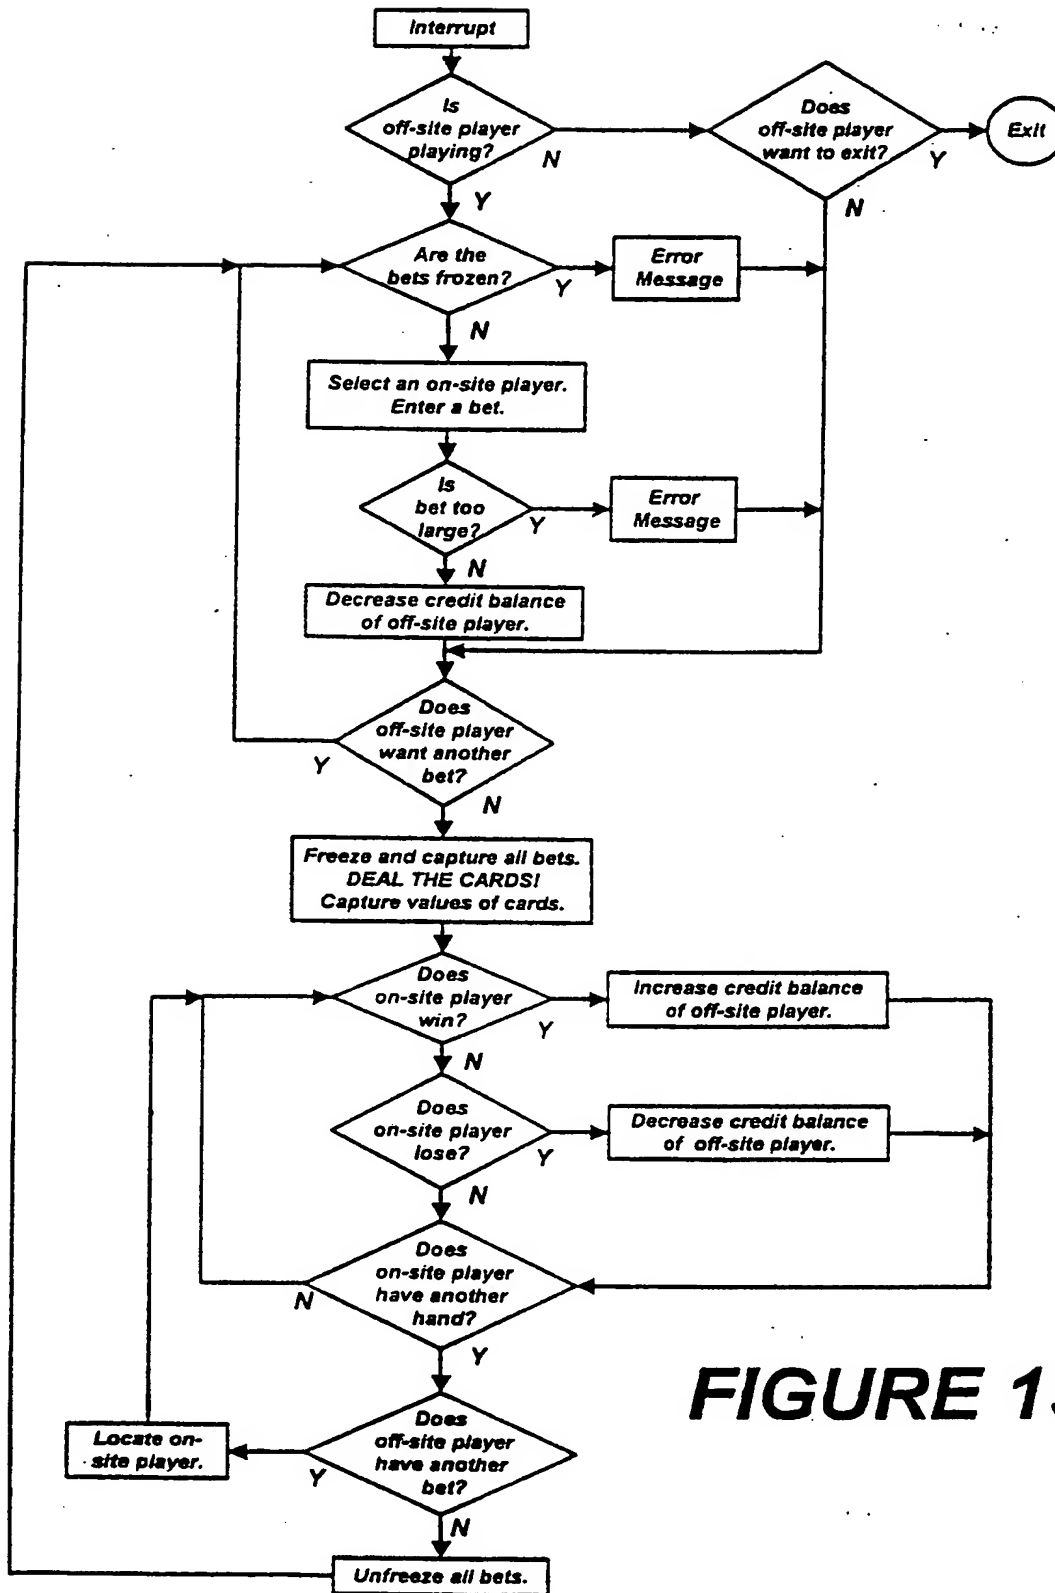 Interrupt
Is
off-site player
playing?
N
Y
Does
off-site player
want to exit?
Y
N
Exit
Are the
bets frozen?
Y
N
Error
Message
Select an on-site player.
Enter a bet.
Is
bet too
large?
Y
N
Error
Message
Decrease credit balance
of off-site player.
Does
off-site player
want another
bet?
Y
N
Freeze and capture all bets.
DEAL THE CARDS!
Capture values of cards.
Does
on-site player
win?
Y
N
Increase credit balance
of off-site player.
Does
on-site player
lose?
Y
N
Decrease credit balance
of off-site player.
Does
on-site player
have another
hand?
N
Y
Does
off-site player
have another
bet?
Y
N
Locate on-
site player.
Unfreeze all bets.
FIGURE 1